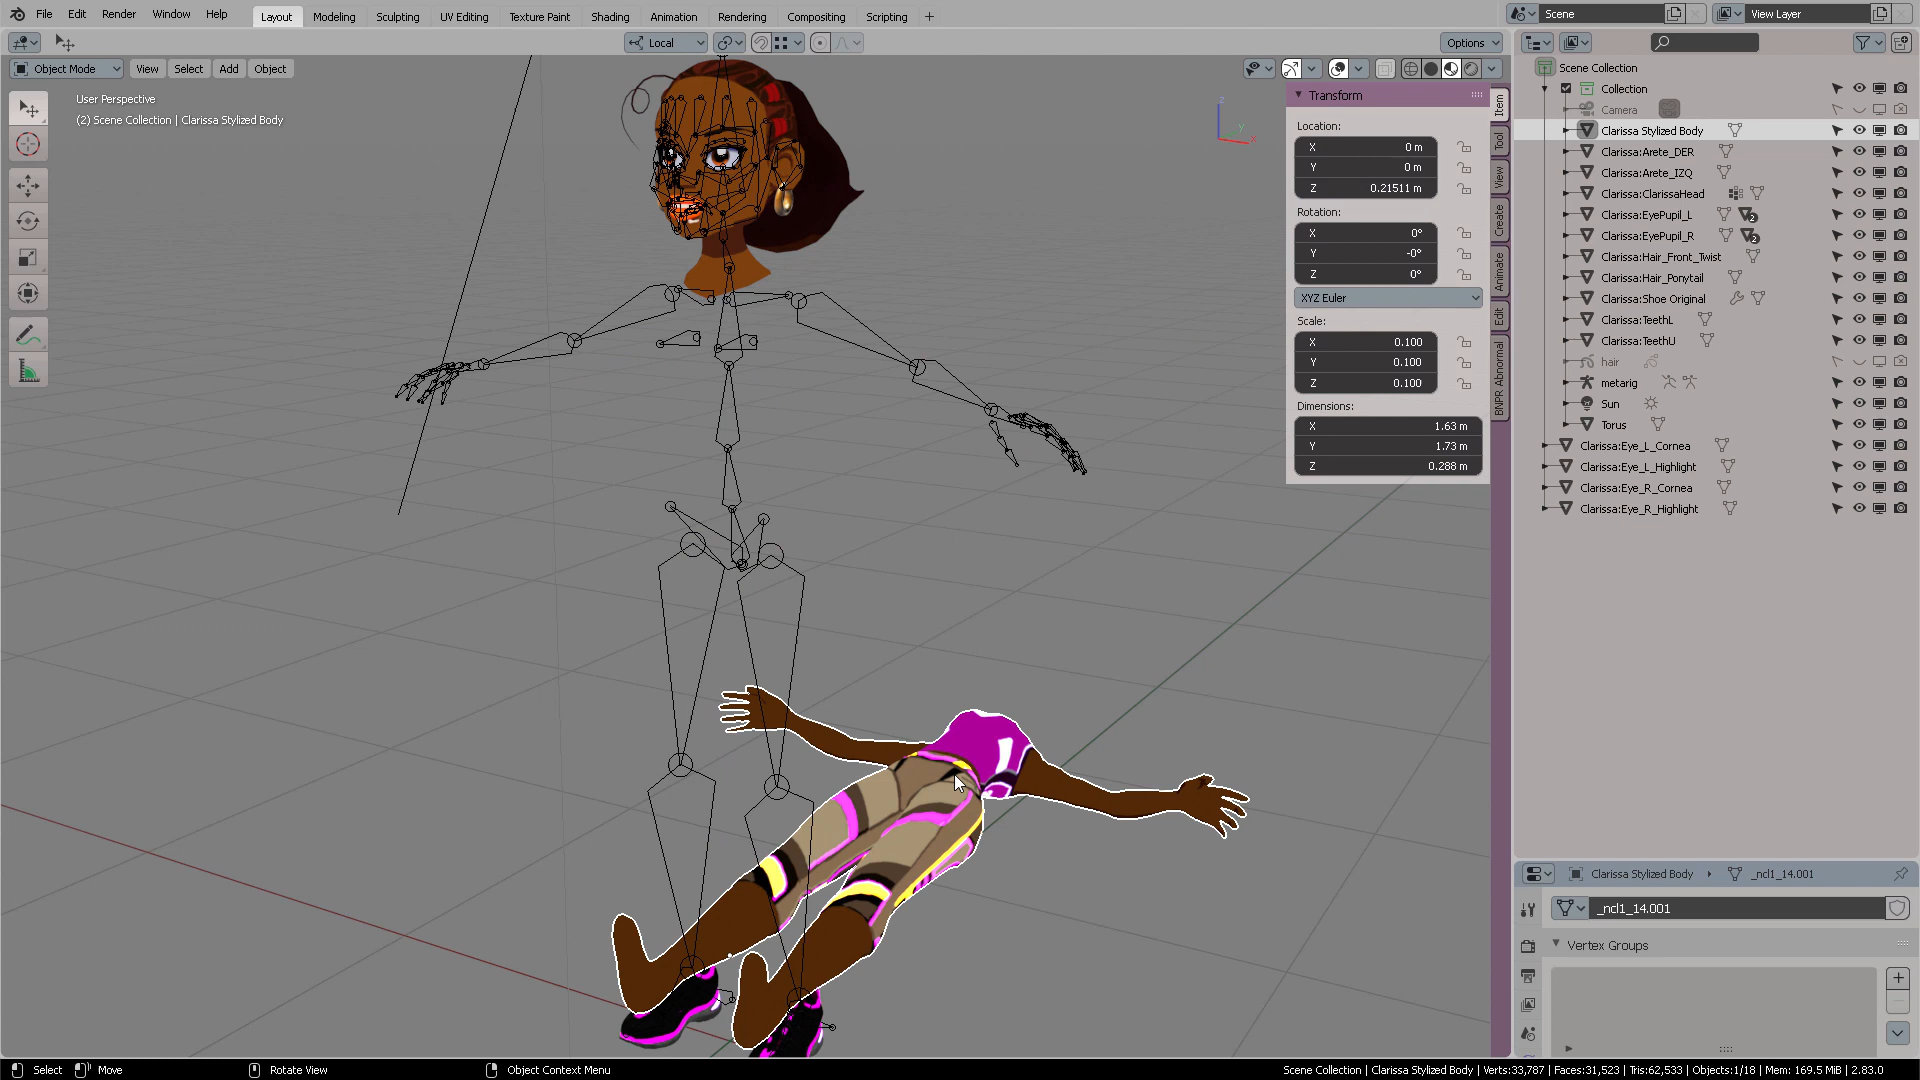 File Edit Render Window Help
Layout Modeling Sculpting UV Editing Texture Paint Shading Animation Rendering Compositing Scripting +
Scene
View Layer
Local
Options
Object Mode View Select Add Object
User Perspective
(2) Scene Collection | Clarissa Stylized Body
z
Y
X
Transform
Location:
X 0 m
Y 0 m
Z 0.21511 m
Rotation:
X 0°
Y -0°
Z 0°
XYZ Euler
Scale:
X 0.100
Y 0.100
Z 0.100
Dimensions:
X 1.63 m
Y 1.73 m
Z 0.288 m
Item
Tool
View
Create
Animate
Edit
BNPR Abnormal
Scene Collection
Collection
Camera
Clarissa Stylized Body
Clarissa:Arete_DER
Clarissa:Arete_IZQ
Clarissa:ClarissaHead
Clarissa:EyePupil_L 2
Clarissa:EyePupil_R 2
Clarissa:Hair_Front_Twist
Clarissa:Hair_Ponytail
Clarissa:Shoe Original
Clarissa:TeethL
Clarissa:TeethU
hair
metarig
Sun
Torus
Clarissa:Eye_L_Cornea
Clarissa:Eye_L_Highlight
Clarissa:Eye_R_Cornea
Clarissa:Eye_R_Highlight
Clarissa Stylized Body _ncl1_14.001
_ncl1_14.001
Vertex Groups
Select Move Rotate View Object Context Menu
Scene Collection | Clarissa Stylized Body | Verts:33,787 | Faces:31,523 | Tris:62,533 | Objects:1/18 | Mem: 169.5 MiB | 2.83.0